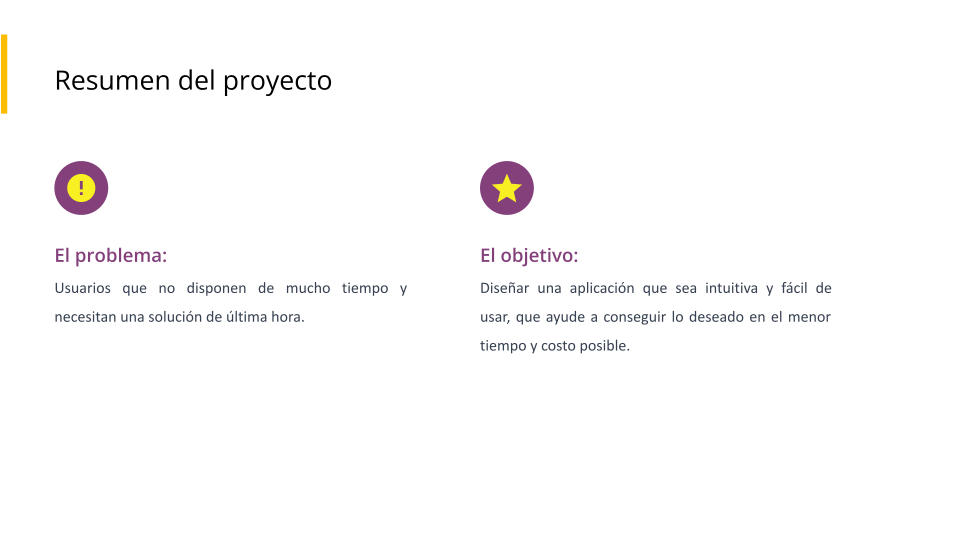 Resumen del proyecto
El problema:
Usuarios que no disponen de mucho tiempo y
necesitan una solución de última hora.
El objetivo:
Diseñar una aplicación que sea intuitiva y fácil de
usar, que ayude a conseguir lo deseado en el menor
tiempo y costo posible.